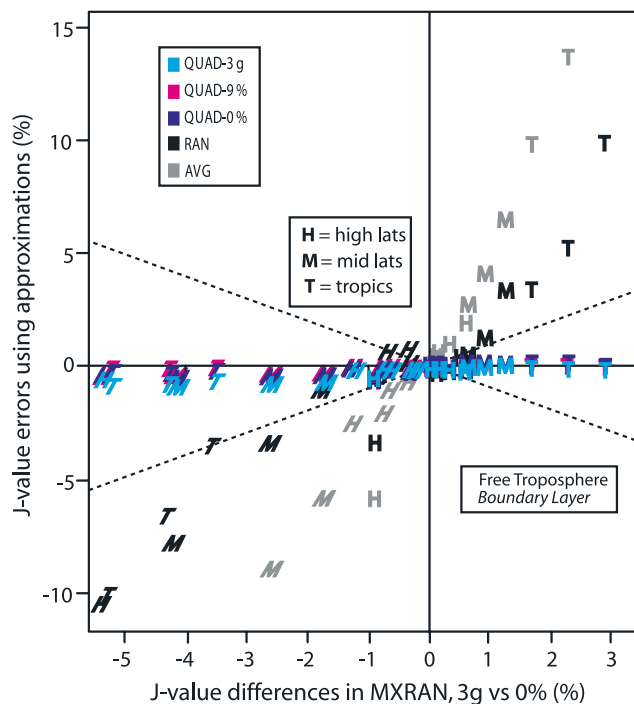 J-value errors using approximations (%)
15
10
5
0
-5
-10
QUAD-3g
QUAD-9%
QUAD-0%
RAN
AVG
H = high lats
M = mid lats
T = tropics
Free Troposphere
Boundary Layer
-5 -4 -3 -2 -1 0 1 2 3
J-value differences in MXRAN, 3g vs 0% (%)